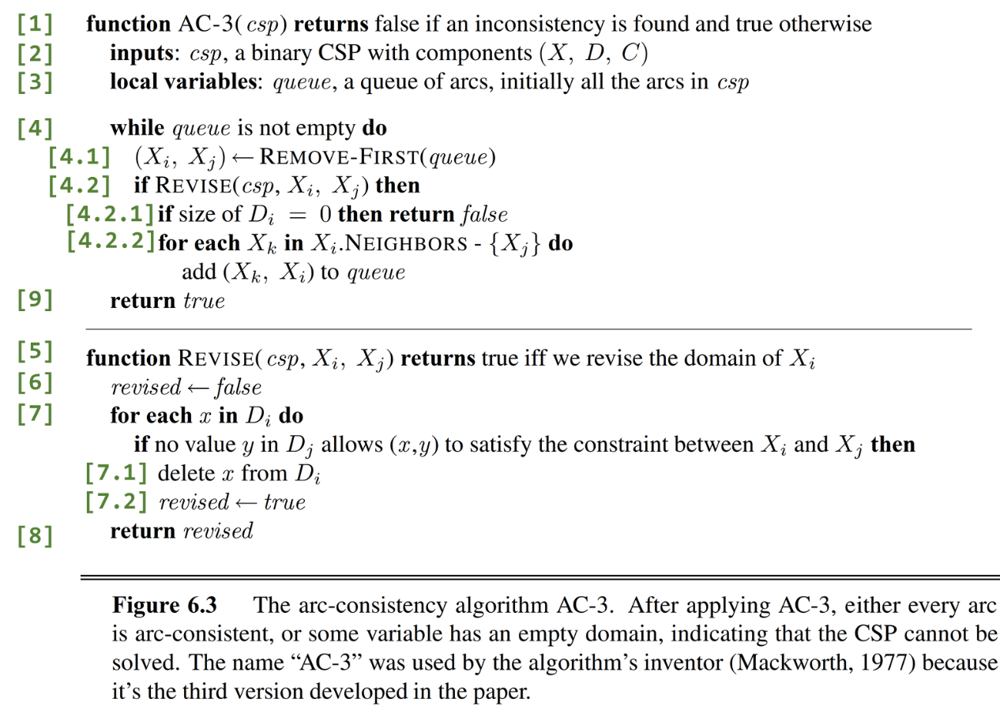 [1] function AC-3(csp) returns false if an inconsistency is found and true otherwise
[2] inputs: csp, a binary CSP with components (X, D, C)
[3] local variables: queue, a queue of arcs, initially all the arcs in csp
[4] while queue is not empty do
[4.1] (Xi, Xj) ← REMOVE-FIRST(queue)
[4.2] if REVISE(csp, Xi, Xj) then
[4.2.1] if size of Di = 0 then return false
[4.2.2] for each Xk in Xi.NEIGHBORS - {Xj} do
add (Xk, Xi) to queue
[9] return true
[5] function REVISE(csp, Xi, Xj) returns true iff we revise the domain of Xi
[6] revised ← false
[7] for each x in Di do
if no value y in Dj allows (x,y) to satisfy the constraint between Xi and Xj then
[7.1] delete x from Di
[7.2] revised ← true
[8] return revised
Figure 6.3 The arc-consistency algorithm AC-3. After applying AC-3, either every arc
is arc-consistent, or some variable has an empty domain, indicating that the CSP cannot be
solved. The name “AC-3” was used by the algorithm’s inventor (Mackworth, 1977) because
it’s the third version developed in the paper.